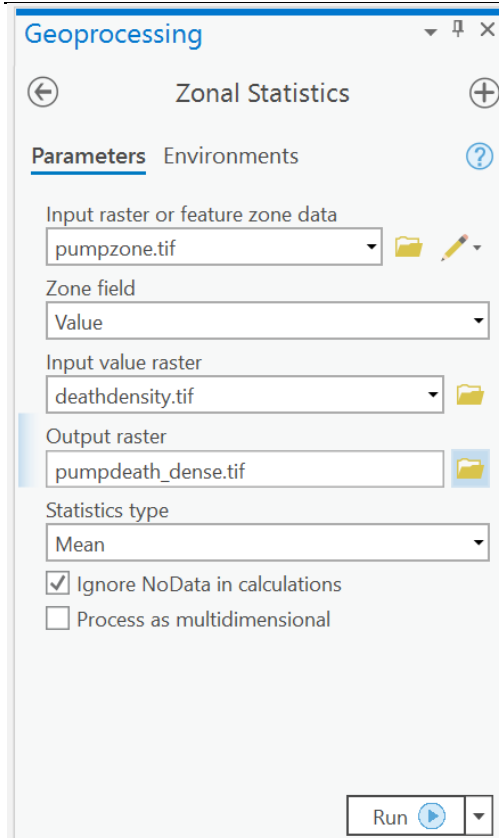 Geoprocessing
Zonal Statistics
Parameters Environments
Input raster or feature zone data
pumpzone.tif
Zone field
Value
Input value raster
deathdensity.tif
Output raster
pumpdeath_dense.tif
Statistics type
Mean
Ignore NoData in calculations
Process as multidimensional
Run